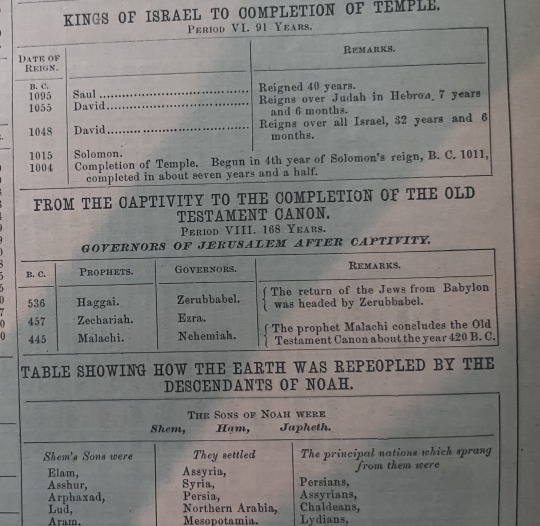 KINGS OF ISRAEL TO COMPLETION OF TEMPLE.
PERIOD VI. 91 YEARS.
DATE OF REIGN. REMARKS.
B. C.
1095 Saul ........................................ Reigned 40 years.
1055 David........................................ Reigns over Judah in Hebron, 7 years
and 6 months.
1048 David........................................ Reigns over all Israel, 32 years and 6
months.
1015 Solomon.
1004 Completion of Temple. Begun in 4th year of Solomon's reign, B. C. 1011,
completed in about seven years and a half.
FROM THE CAPTIVITY TO THE COMPLETION OF THE OLD
TESTAMENT CANON.
PERIOD VIII. 168 YEARS.
GOVERNORS OF JERUSALEM AFTER CAPTIVITY.
B. C. PROPHETS. GOVERNORS. REMARKS.
536 Haggai. Zerubbabel. { The return of the Jews from Babylon
was headed by Zerubbabel.
457 Zechariah. Ezra.
445 Malachi. Nehemiah. { The prophet Malachi concludes the Old
Testament Canon about the year 420 B. C.
TABLE SHOWING HOW THE EARTH WAS REPEOPLED BY THE
DESCENDANTS OF NOAH.
THE SONS OF NOAH WERE
Shem, Ham, Japheth.
Shem's Sons were They settled The principal nations which sprang
from them were
Elam, Assyria, Persians,
Asshur, Syria, Assyrians,
Arphaxad, Persia, Chaldeans,
Lud, Northern Arabia, Lydians,
Aram. Mesopotamia.